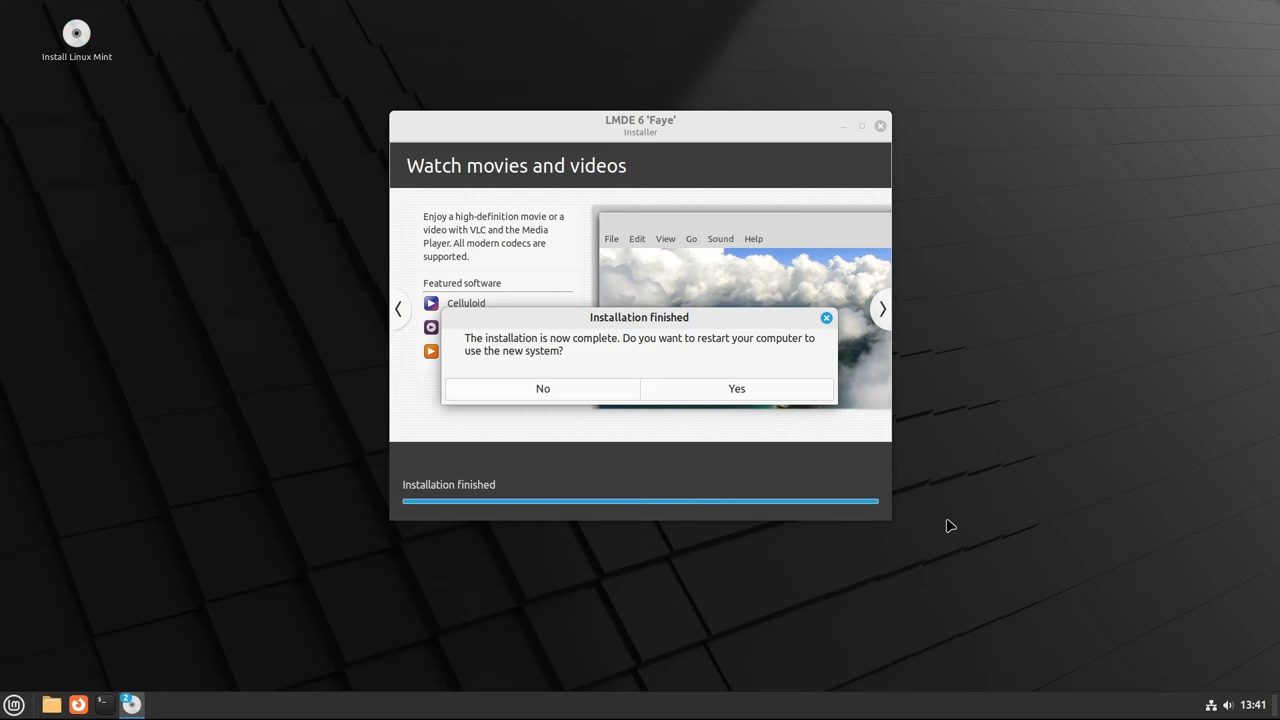 Install Linux Mint
LMDE 6 'Faye'
Installer
Watch movies and videos
Enjoy a high-definition movie or a
video with VLC and the Media
Player. All modern codecs are
supported.
Featured software
Celluloid
File Edit View Go Sound Help
Installation finished
The installation is now complete. Do you want to restart your computer to
use the new system?
No
Yes
Installation finished
2
13:41